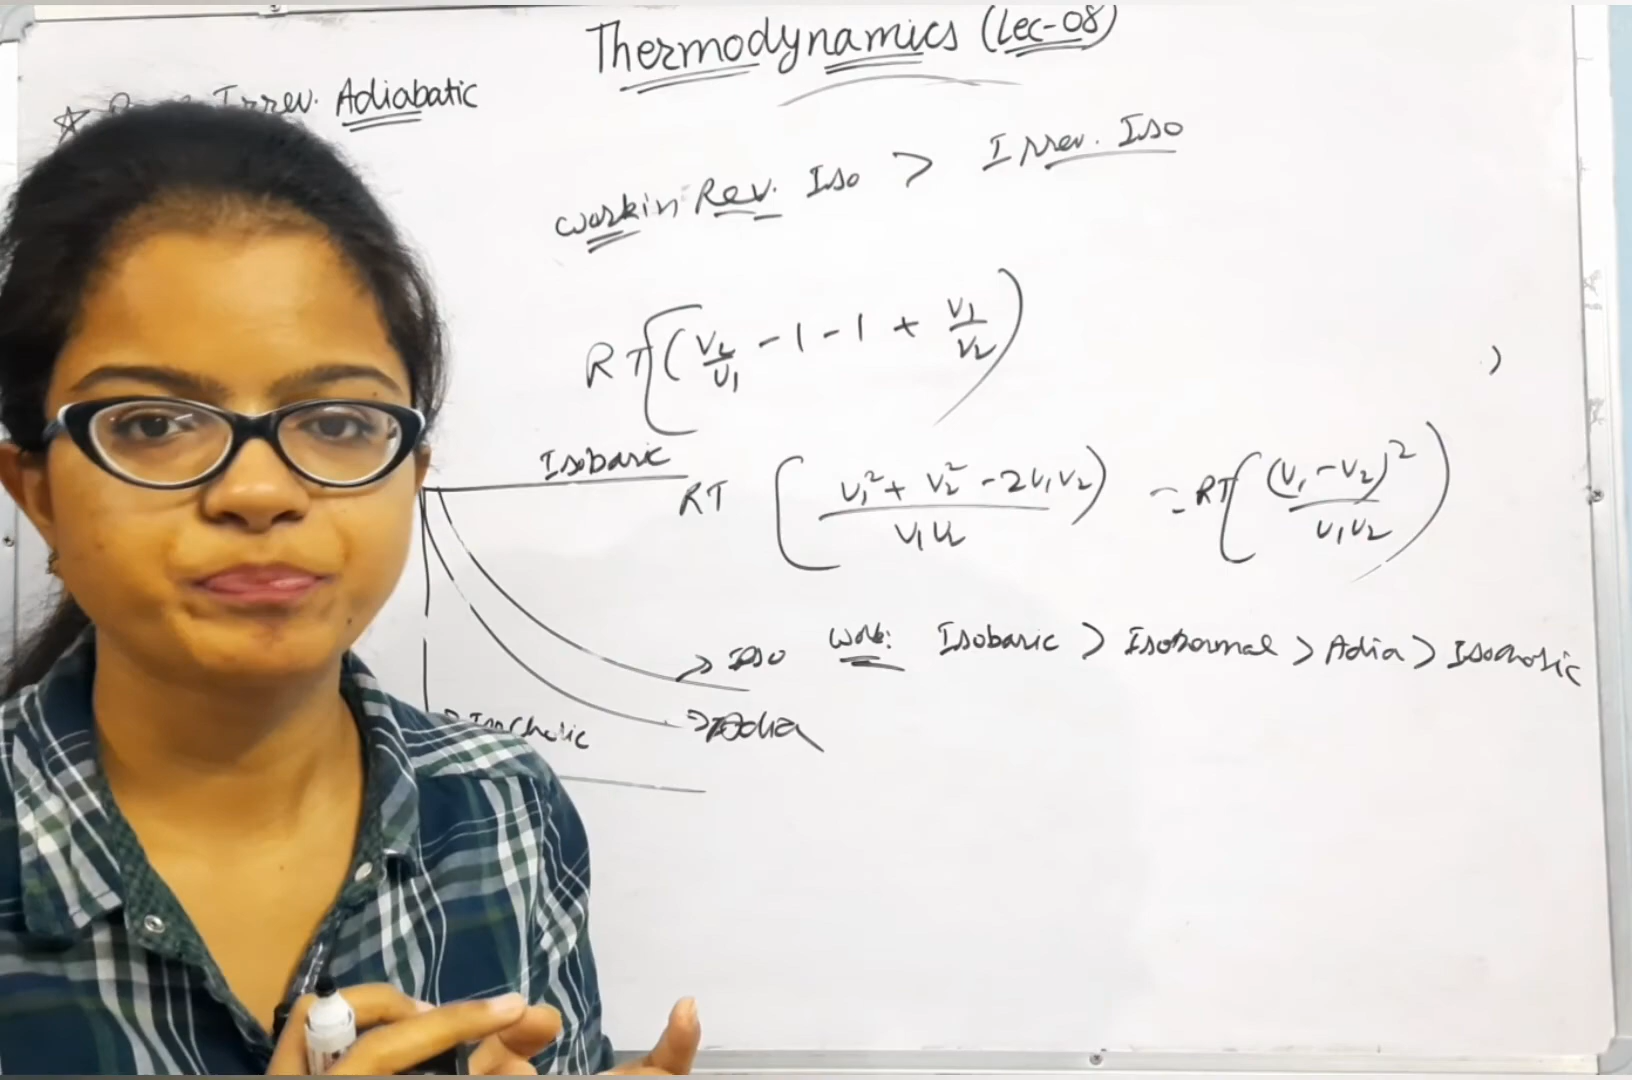 Thermodynamics (Lec-08)
☆ Irrev. Adiabatic
work in Rev. Iso > Irrev. Iso
RT [(V₂/V₁ - 1 - 1 + V₁/V₂)
Isobaric
RT (V₁² + V₂² - 2V₁V₂ / V₁V₂) = RT ((V₁ - V₂)² / V₁V₂)
→ Iso
Work: Isobaric > Isothermal > Adia > Isochoric
→ Adia
→ Isochoric